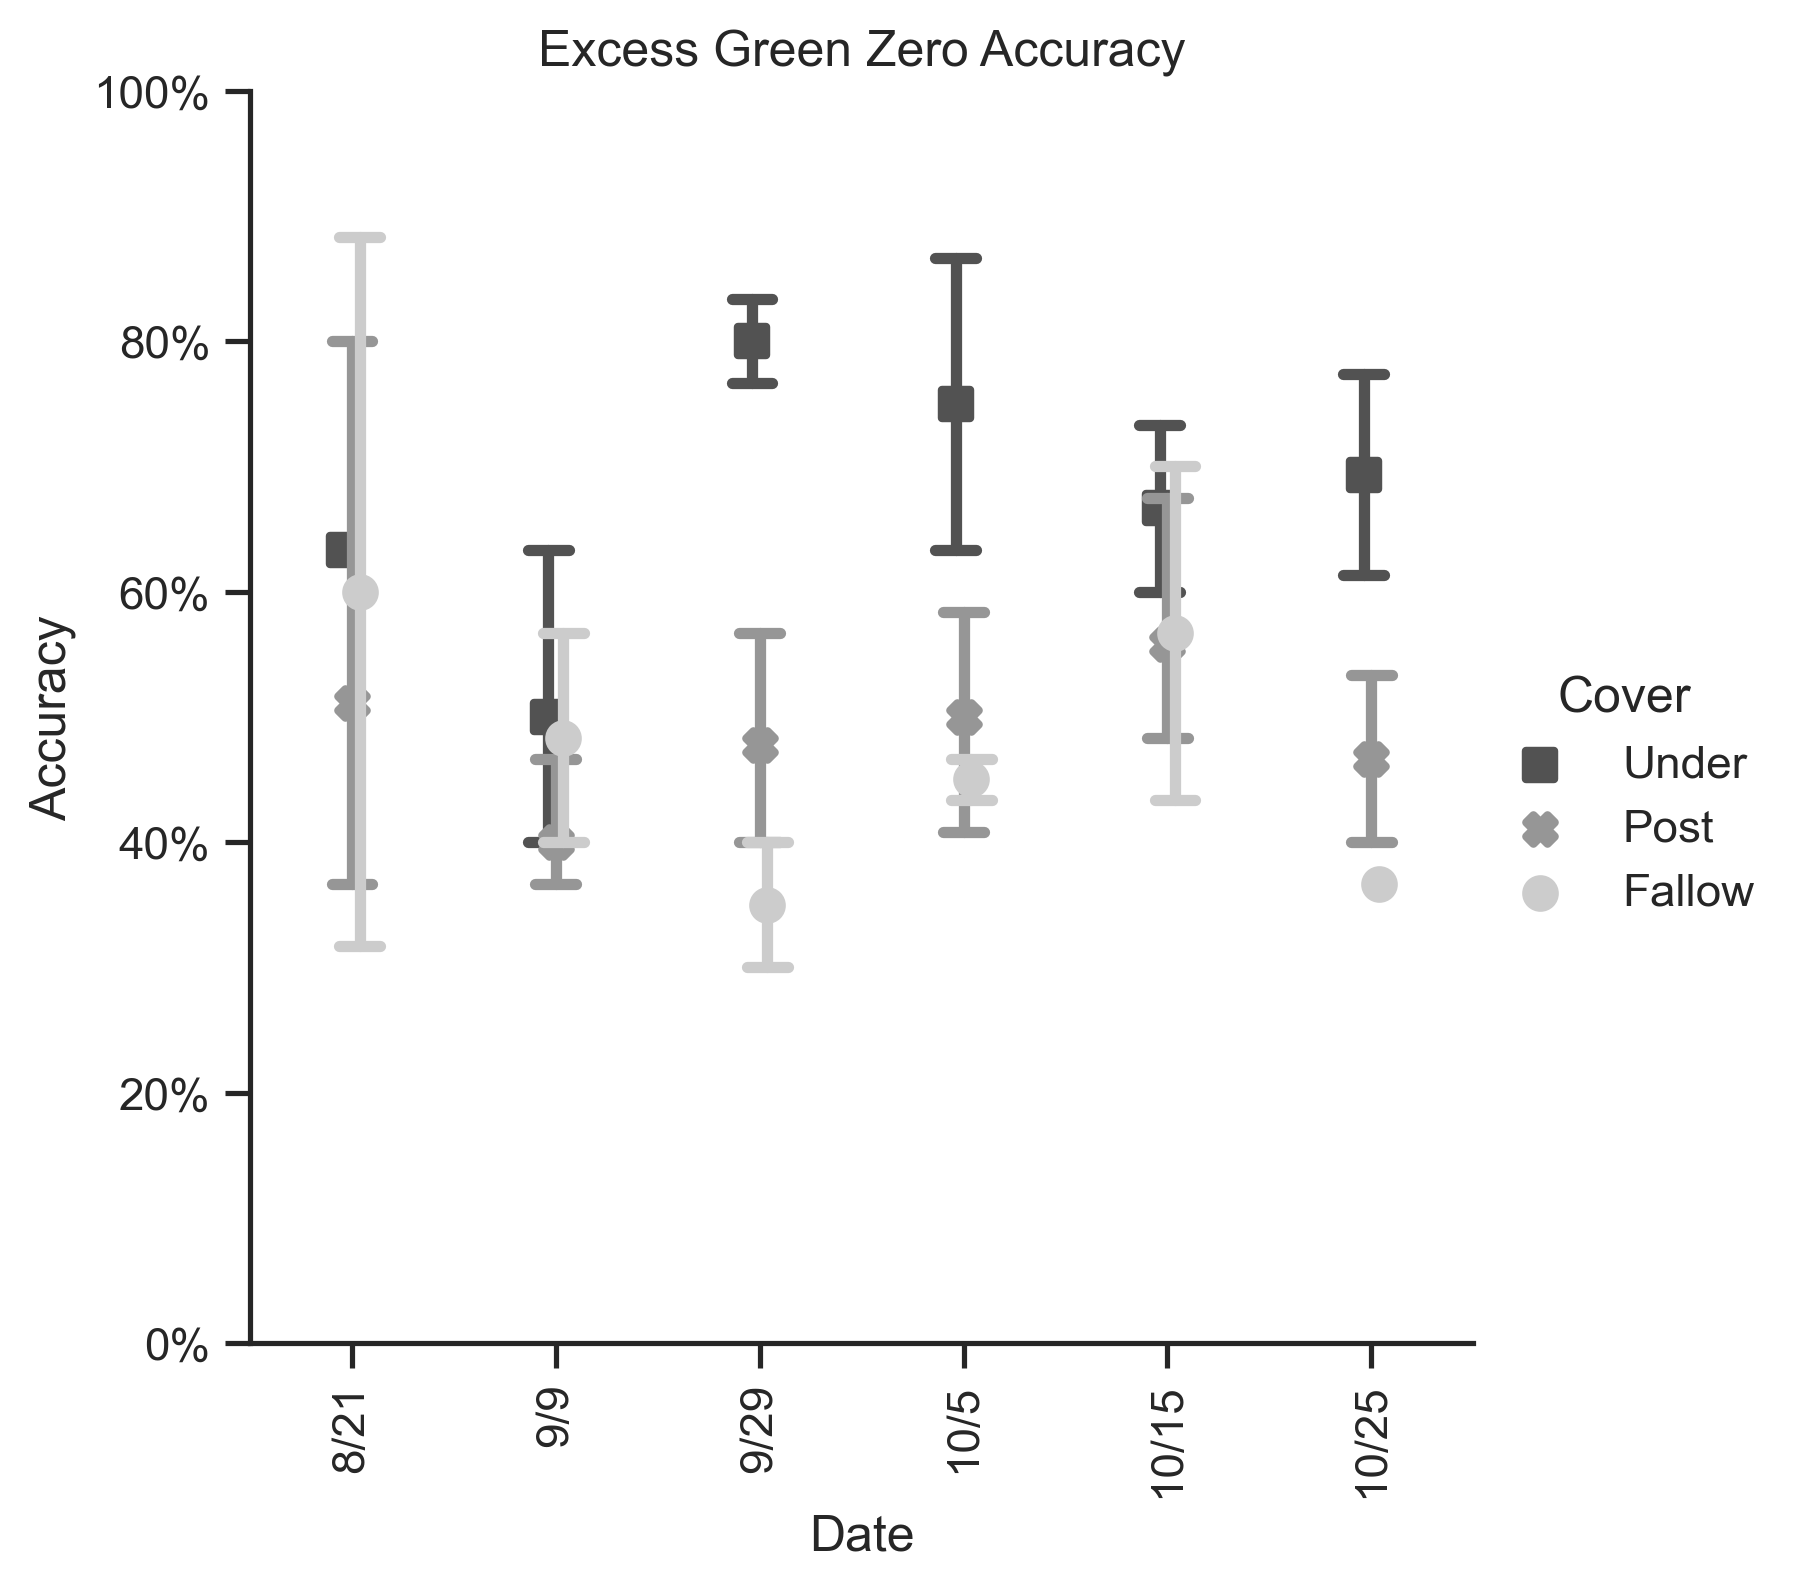 Excess Green Zero Accuracy
100%
80%
60%
40%
20%
0%
Accuracy
8/21
9/9
9/29
10/5
10/15
10/25
Date
Cover
Under
Post
Fallow